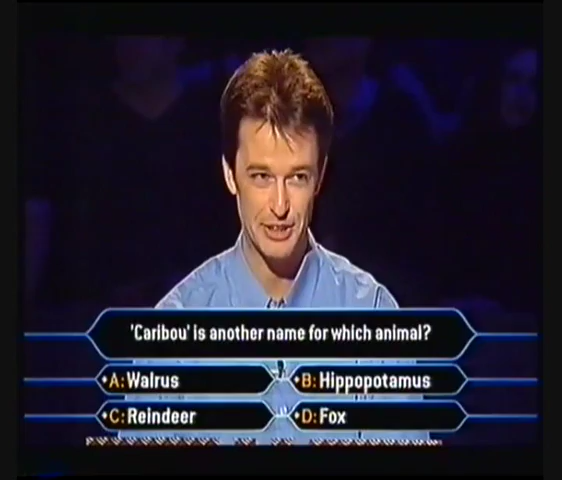 'Caribou' is another name for which animal?
A: Walrus
B: Hippopotamus
C: Reindeer
D: Fox